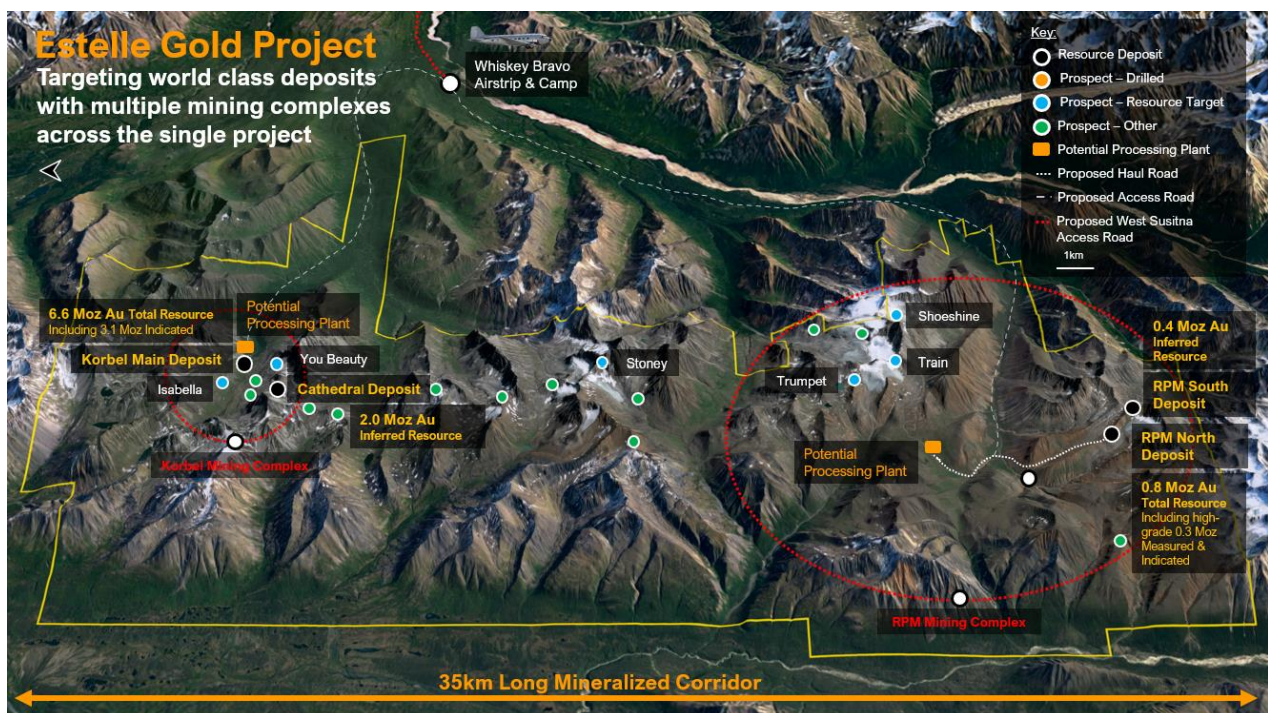 Estelle Gold Project
Targeting world class deposits
with multiple mining complexes
across the single project
Whiskey Bravo
Airstrip & Camp
Key:
Resource Deposit
Prospect – Drilled
Prospect – Resource Target
Prospect – Other
Potential Processing Plant
Proposed Haul Road
Proposed Access Road
Proposed West Susitna
Access Road
1km
6.6 Moz Au Total Resource
Including 3.1 Moz Indicated
Potential
Processing Plant
Korbel Main Deposit
You Beauty
Isabella
Cathedral Deposit
2.0 Moz Au
Inferred Resource
Korbel Mining Complex
Stoney
Shoeshine
Train
Trumpet
Potential
Processing Plant
0.4 Moz Au
Inferred
Resource
RPM South
Deposit
RPM North
Deposit
0.8 Moz Au
Total Resource
Including high-
grade 0.3 Moz
Measured &
Indicated
RPM Mining Complex
35km Long Mineralized Corridor